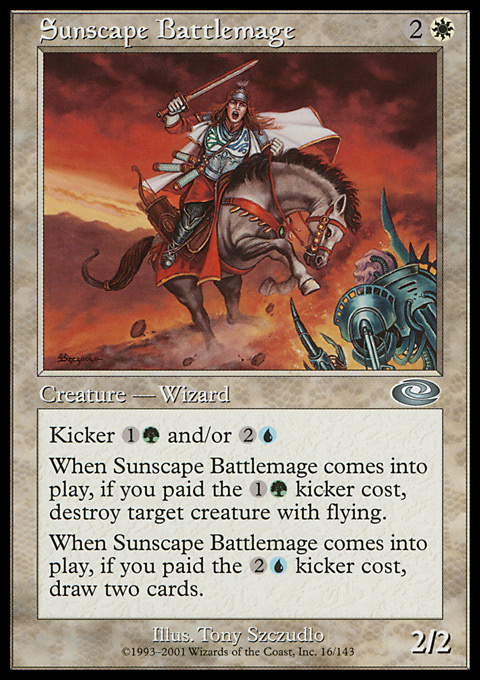 Sunscape Battlemage 2
Creature — Wizard
Kicker 1 and/or 2
When Sunscape Battlemage comes into
play, if you paid the 1 kicker cost,
destroy target creature with flying.
When Sunscape Battlemage comes into
play, if you paid the 2 kicker cost,
draw two cards.
Illus. Tony Szczudlo
2/2
©1993–2001 Wizards of the Coast, Inc. 16/143